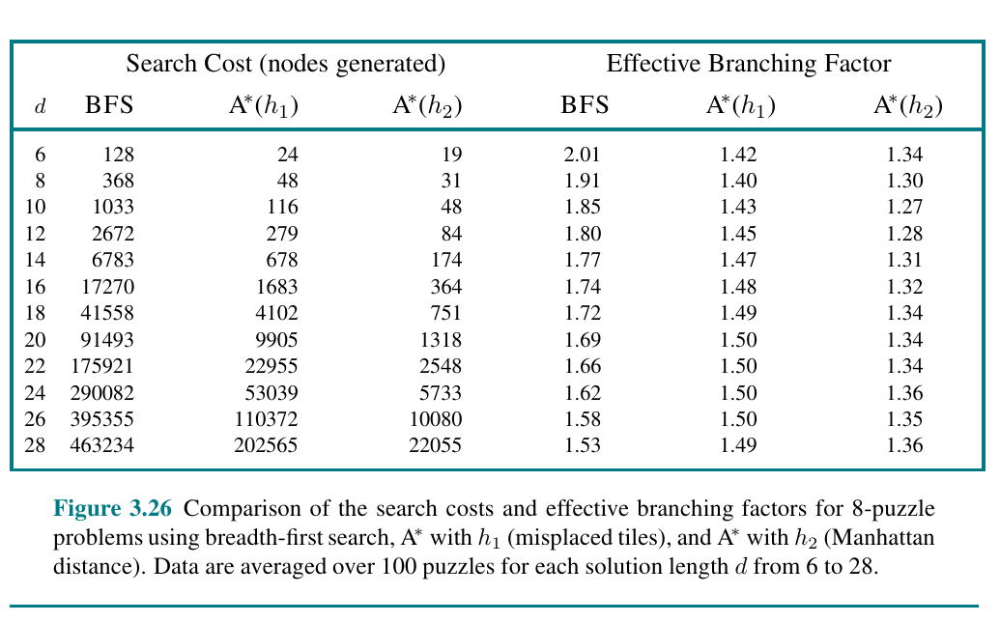 Search Cost (nodes generated) Effective Branching Factor
d BFS A*(h1) A*(h2) BFS A*(h1) A*(h2)
6 128 24 19 2.01 1.42 1.34
8 368 48 31 1.91 1.40 1.30
10 1033 116 48 1.85 1.43 1.27
12 2672 279 84 1.80 1.45 1.28
14 6783 678 174 1.77 1.47 1.31
16 17270 1683 364 1.74 1.48 1.32
18 41558 4102 751 1.72 1.49 1.34
20 91493 9905 1318 1.69 1.50 1.34
22 175921 22955 2548 1.66 1.50 1.34
24 290082 53039 5733 1.62 1.50 1.36
26 395355 110372 10080 1.58 1.50 1.35
28 463234 202565 22055 1.53 1.49 1.36
Figure 3.26 Comparison of the search costs and effective branching factors for 8-puzzle
problems using breadth-first search, A* with h1 (misplaced tiles), and A* with h2 (Manhattan
distance). Data are averaged over 100 puzzles for each solution length d from 6 to 28.